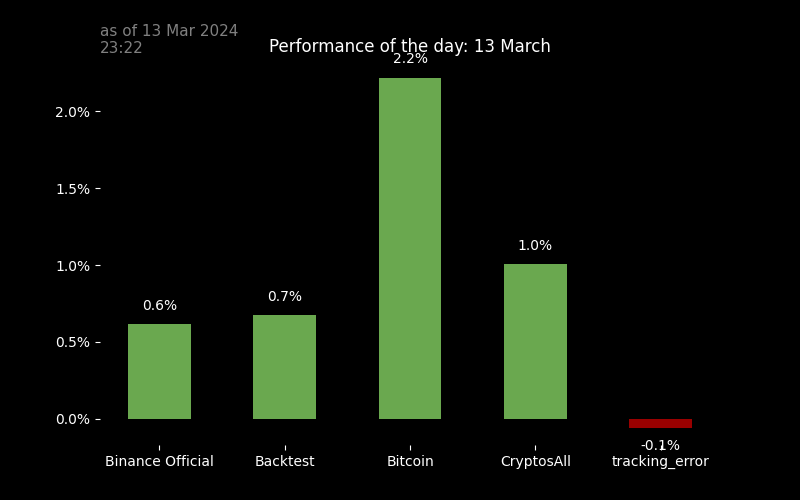 as of 13 Mar 2024
23:22
Performance of the day: 13 March
2.2%
2.0%
1.5%
1.0%
1.0%
0.7%
0.6%
0.5%
0.0%
-0.1%
Binance Official
Backtest
Bitcoin
CryptosAll
tracking_error